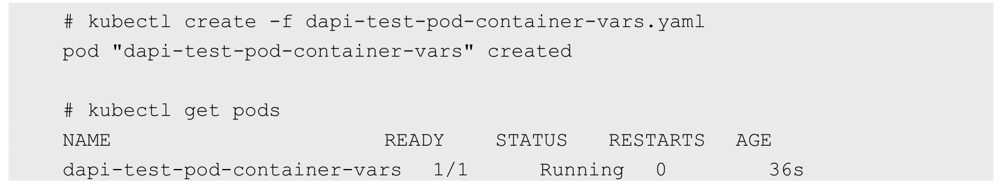 # kubectl create -f dapi-test-pod-container-vars.yaml
pod "dapi-test-pod-container-vars" created
# kubectl get pods
NAME                       READY    STATUS    RESTARTS   AGE
dapi-test-pod-container-vars   1/1      Running   0         36s